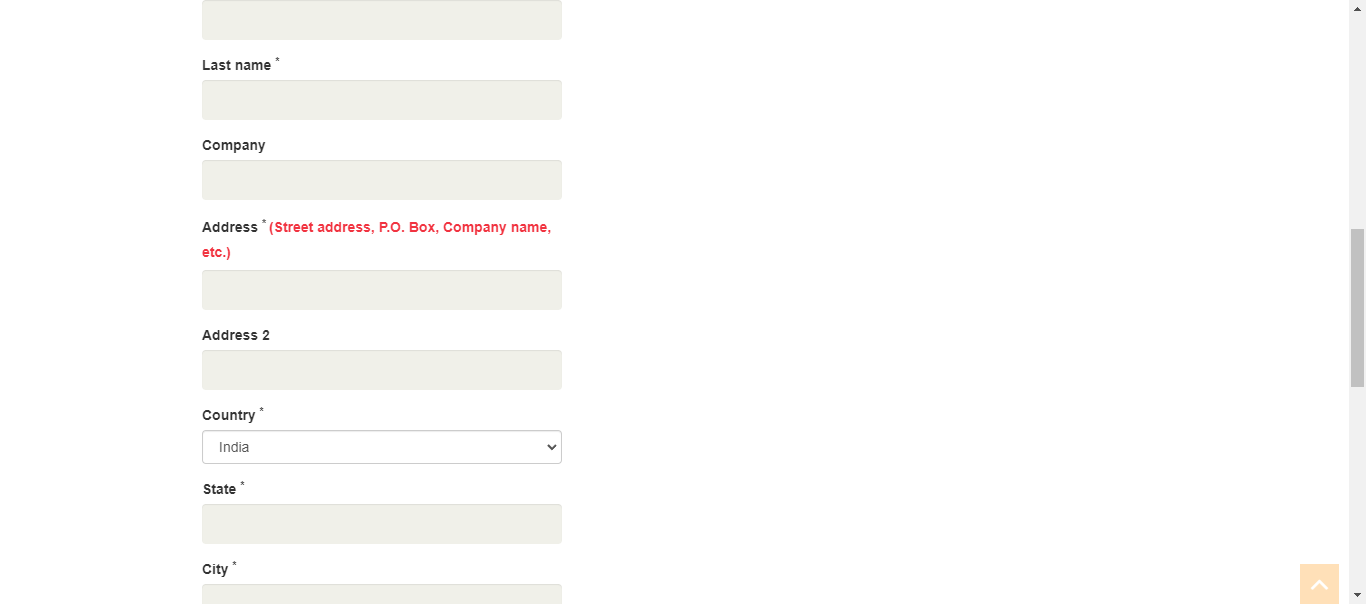 Last name *
Company
Address * (Street address, P.O. Box, Company name,
etc.)
Address 2
Country *
India
State *
City *